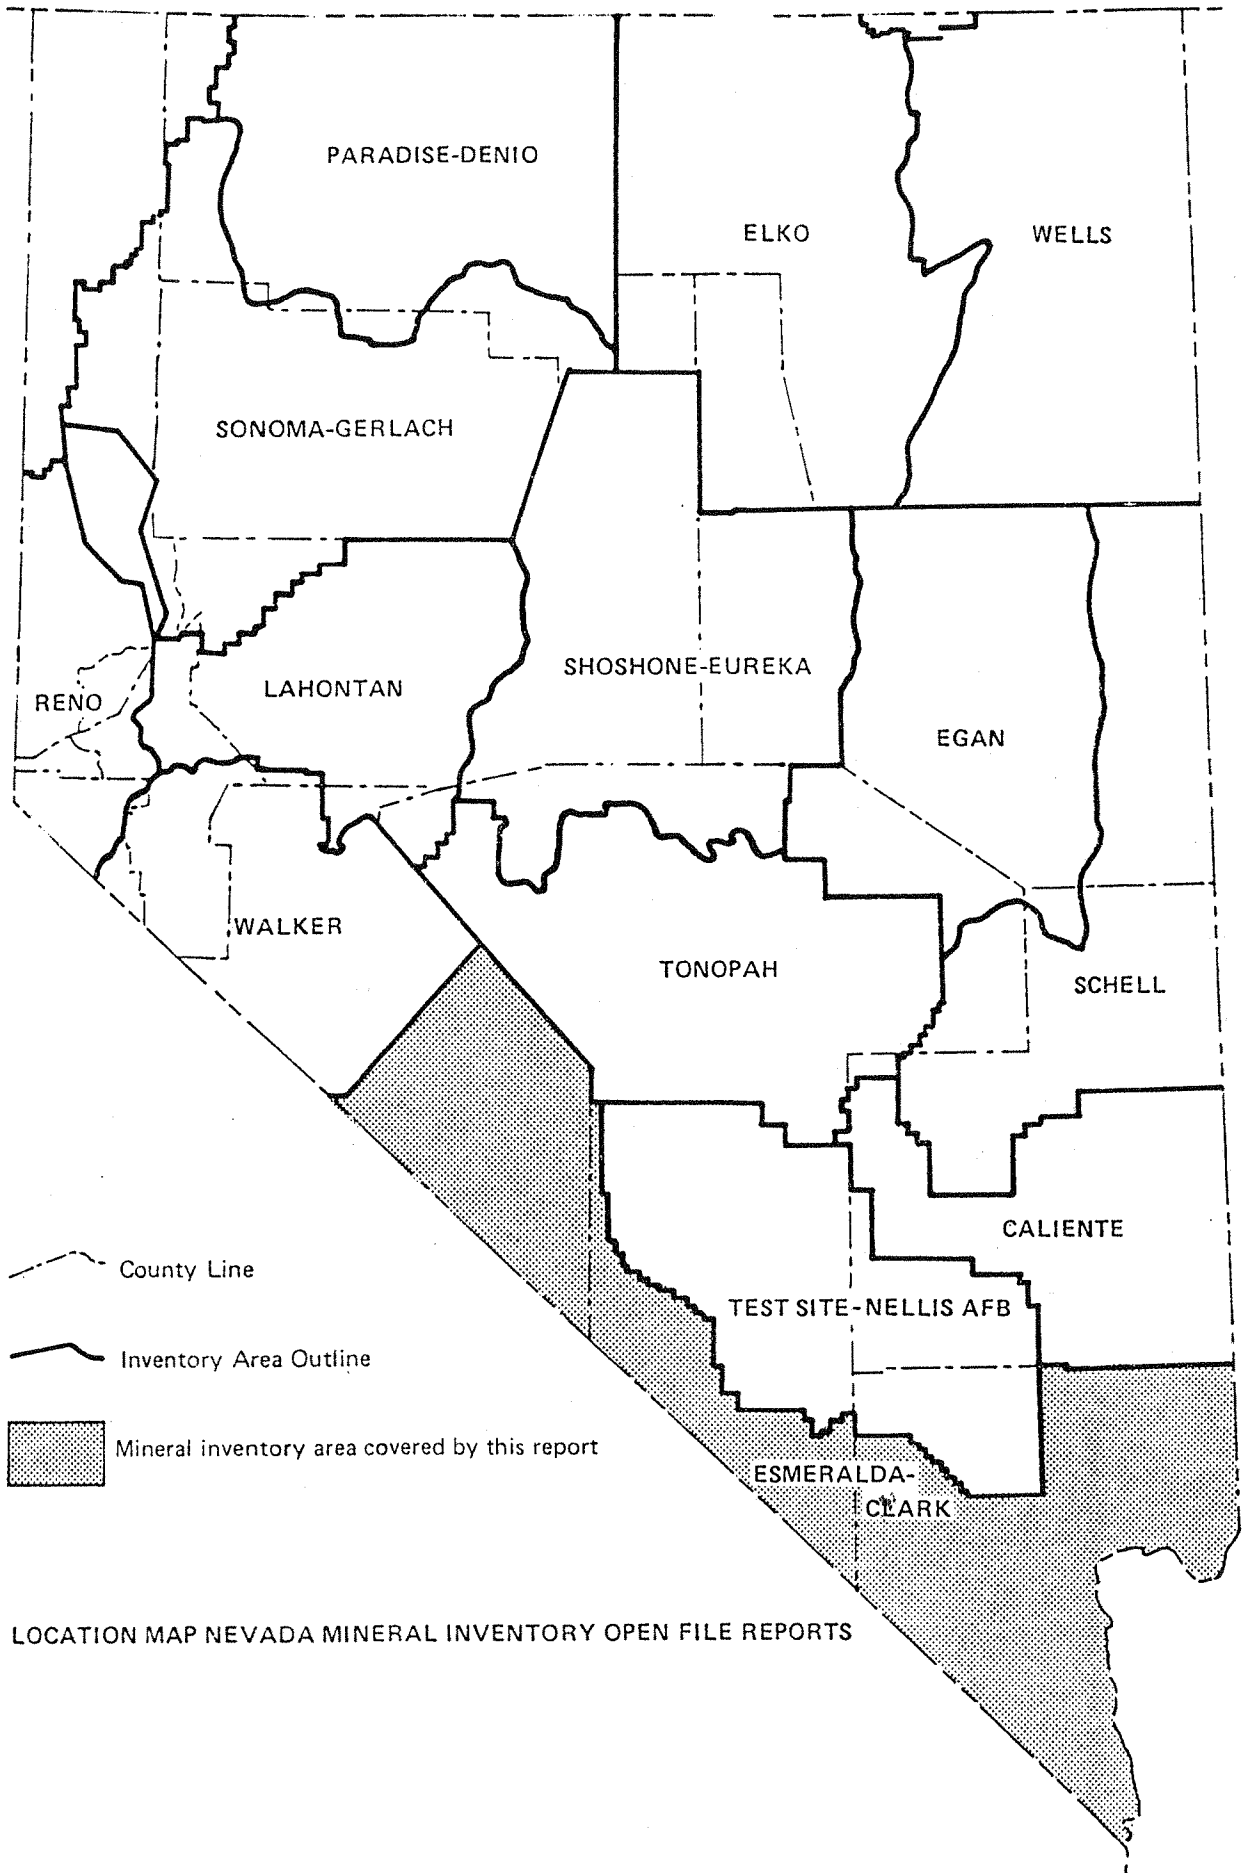 PARADISE-DENIO
ELKO
WELLS
SONOMA-GERLACH
SHOSHONE-EUREKA
LAHONTAN
RENO
EGAN
WALKER
TONOPAH
SCHELL
CALIENTE
County Line
TEST SITE-NELLIS AFB
Inventory Area Outline
Mineral inventory area covered by this report
ESMERALDA-
CLARK
LOCATION MAP NEVADA MINERAL INVENTORY OPEN FILE REPORTS